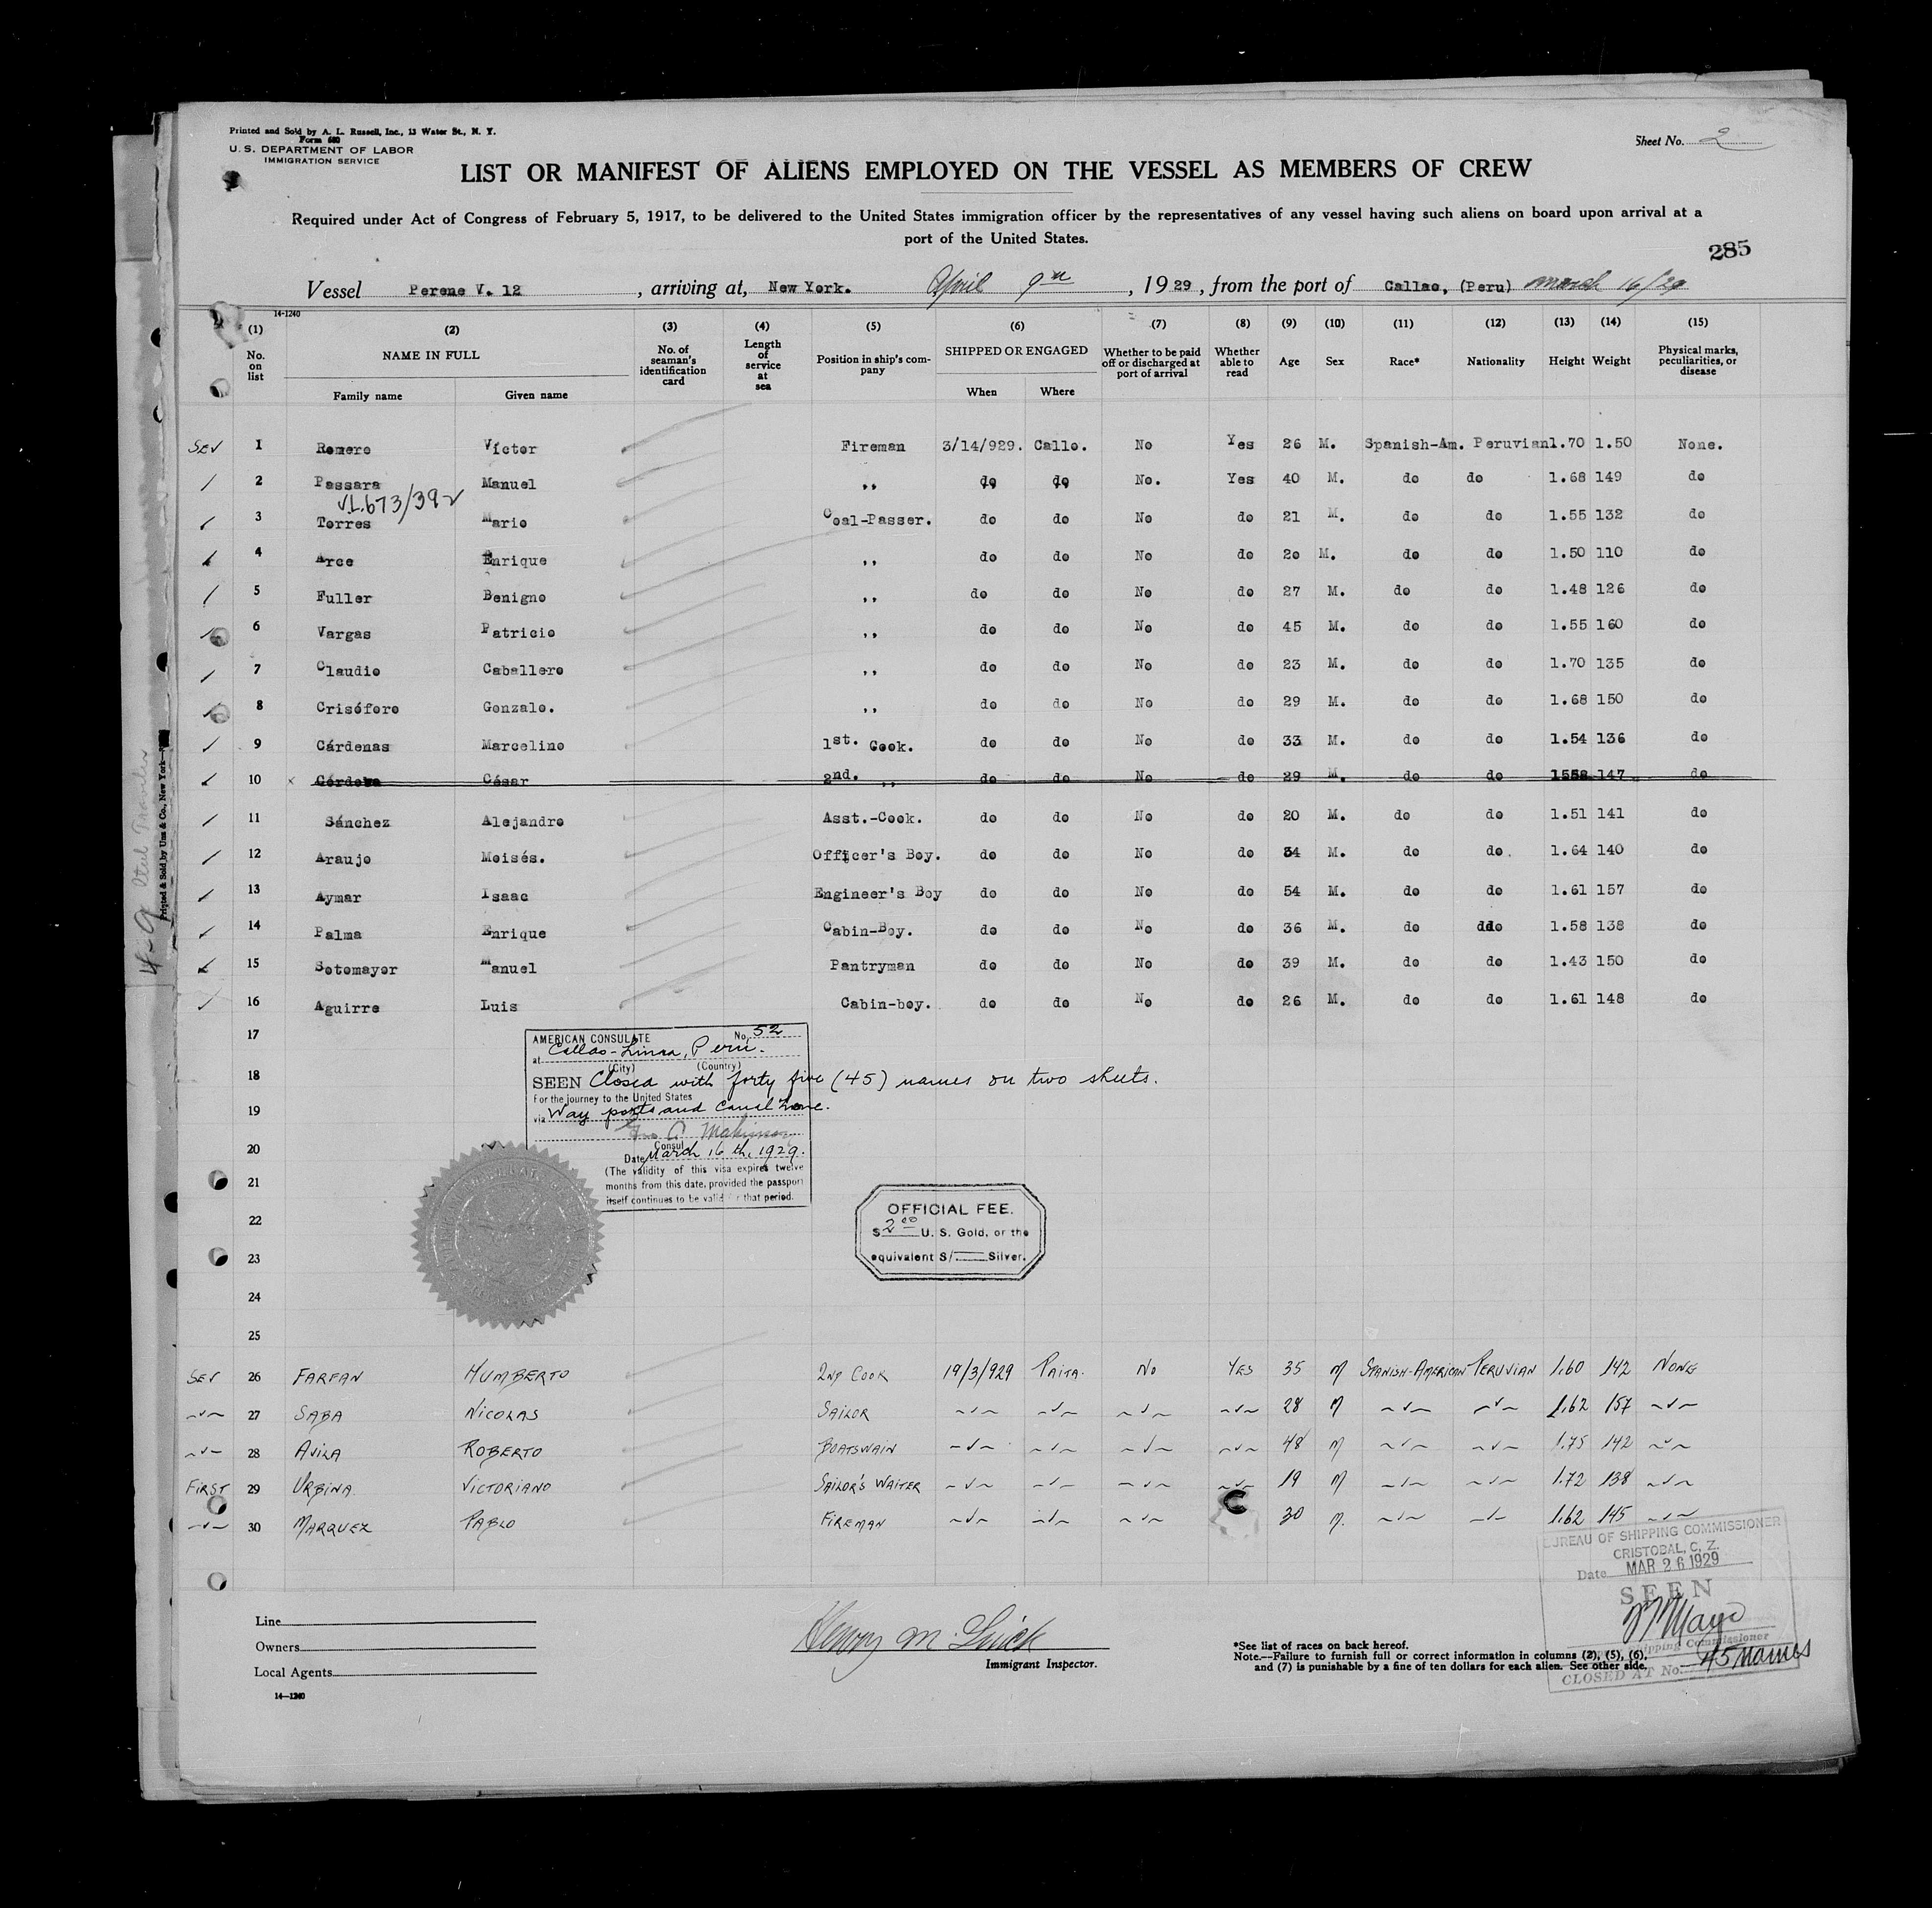 Printed and Sold by A. L. Russell, Inc., 13 Water St., N. Y.
Form 680
U. S. DEPARTMENT OF LABOR
IMMIGRATION SERVICE
Sheet No. 2
LIST OR MANIFEST OF ALIENS EMPLOYED ON THE VESSEL AS MEMBERS OF CREW
Required under Act of Congress of February 5, 1917, to be delivered to the United States immigration officer by the representatives of any vessel having such aliens on board upon arrival at a
port of the United States.
285
Vessel Perene V. 12, arriving at, New York. April 9th, 1929, from the port of Callao, (Peru) March 16/29
14-1240
(1) (2) (3) (4) (5) (6) (7) (8) (9) (10) (11) (12) (13) (14) (15)
No. on list NAME IN FULL No. of seaman's identification card Length of service at sea Position in ship's company SHIPPED OR ENGAGED Whether to be paid off or discharged at port of arrival Whether able to read Age Sex Race* Nationality Height Weight Physical marks, peculiarities, or disease
Family name Given name When Where
SEV 1 Romero Víctor Fireman 3/14/929. Callo. No Yes 26 M. Spanish-Am. Peruvian 1.70 1.50 None.
2 Passara Manuel ,, do do No. Yes 40 M. do do 1.68 149 do
V1.673/392
3 Torres Mario Coal-Passer. do do No do 21 M. do do 1.55 132 do
4 Arce Enrique ,, do do No do 20 M. do do 1.50 110 do
5 Fuller Benigno ,, do do No do 27 M. do do 1.48 126 do
6 Vargas Patricio ,, do do No do 45 M. do do 1.55 160 do
7 Claudio Caballero ,, do do No do 23 M. do do 1.70 135 do
8 Crisóforo Gonzalo. ,, do do No do 29 M. do do 1.68 150 do
9 Cárdenas Marcelino 1st. Cook. do do No do 33 M. do do 1.54 136 do
10 x Córdova César 2nd. ,, do do No do 29 M. do do 1558 147 do
11 Sánchez Alejandro Asst.-Cook. do do No do 20 M. do do 1.51 141 do
12 Araujo Moisés. Officer's Boy. do do No do 34 M. do do. 1.64 140 do
13 Aymar Isaac Engineer's Boy do do No do 54 M. do do 1.61 157 do
14 Palma Enrique Cabin-Boy. do do No do 36 M. do ddo 1.58 138 do
15 Sotomayor Manuel Pantryman do do No do 39 M. do do 1.43 150 do
16 Aguirre Luis Cabin-boy. do do No do 26 M. do do 1.61 148 do
17
18
19
20
21
22
23
24
25
AMERICAN CONSULATE No. 52
at Callao-Lima, Peru.
(City) (Country)
SEEN Closed with forty five (45) names on two sheets.
For the journey to the United States
via Way ports and Canal Zone.
Consul
Date March 16th, 1929.
(The validity of this visa expires twelve
months from this date, provided the passport
itself continues to be valid for that period.
OFFICIAL FEE.
$ 2 00 U. S. Gold, or the
equivalent S/ Silver.
SEV 26 FARFAN HUMBERTO 2ND COOK 19/3/929 PAITA. NO YES 35 M SPANISH-AMERICAN PERUVIAN 1.60 142 NONE
27 SABA NICOLAS SAILOR 28 M 1.62 157
28 AVILA ROBERTO BOATSWAIN 48 M 1.75 142
FIRST 29 URBINA VICTORIANO SAILOR'S WAITER 19 M 1.72 138
30 MARQUEZ PABLO FIREMAN 30 M. 1.62 145
BUREAU OF SHIPPING COMMISSIONER
CRISTOBAL, C. Z.
Date MAR 26 1929
SEEN
Shipping Commissioner
CLOSED AT No. 45 names
Line
Owners
Local Agents
14—1240
Immigrant Inspector.
*See list of races on back hereof.
Note.—Failure to furnish full or correct information in columns (2), (5), (6),
and (7) is punishable by a fine of ten dollars for each alien. See other side.
Printed & Sold by Unz & Co., New York